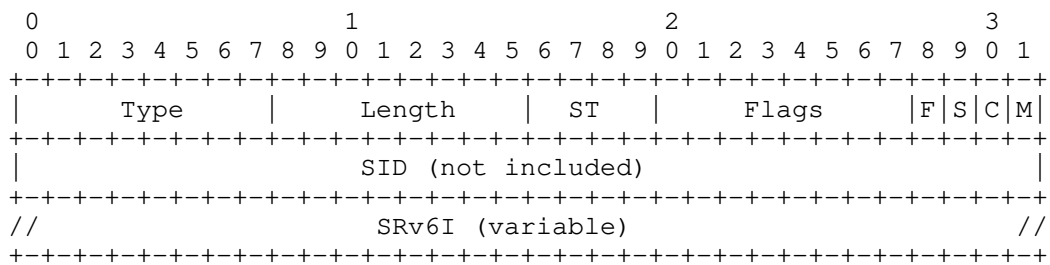 0                   1                   2                   3
 0 1 2 3 4 5 6 7 8 9 0 1 2 3 4 5 6 7 8 9 0 1 2 3 4 5 6 7 8 9 0 1
+-+-+-+-+-+-+-+-+-+-+-+-+-+-+-+-+-+-+-+-+-+-+-+-+-+-+-+-+-+-+-+-+
|     Type      |     Length    |  ST   |     Flags     |F|S|C|M|
+-+-+-+-+-+-+-+-+-+-+-+-+-+-+-+-+-+-+-+-+-+-+-+-+-+-+-+-+-+-+-+-+
|                     SID (not included)                        |
+-+-+-+-+-+-+-+-+-+-+-+-+-+-+-+-+-+-+-+-+-+-+-+-+-+-+-+-+-+-+-+-+
//                     SRv6I (variable)                        //
+-+-+-+-+-+-+-+-+-+-+-+-+-+-+-+-+-+-+-+-+-+-+-+-+-+-+-+-+-+-+-+-+